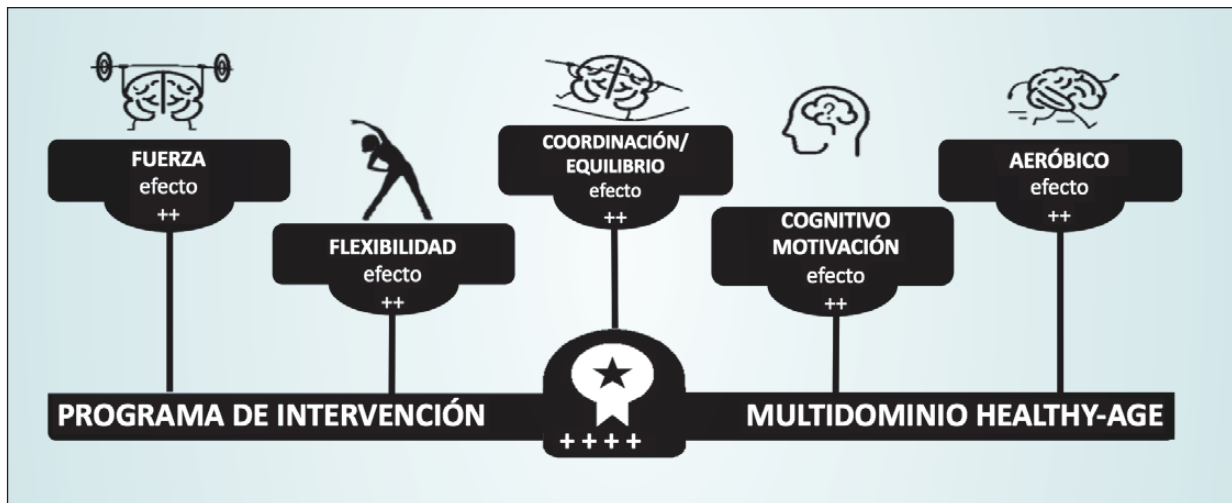 FUERZA
efecto
++
FLEXIBILIDAD
efecto
++
COORDINACIÓN/
EQUILIBRIO
efecto
++
?
COGNITIVO
MOTIVACIÓN
efecto
++
AERÓBICO
efecto
++
PROGRAMA DE INTERVENCIÓN
++++
MULTIDOMINIO HEALTHY-AGE